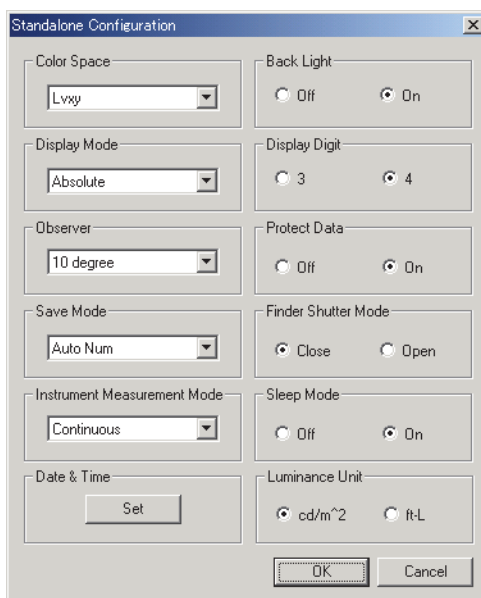 Standalone Configuration
Color Space
Lvxy
Back Light
Off On
Display Mode
Absolute
Display Digit
3 4
Observer
10 degree
Protect Data
Off On
Save Mode
Auto Num
Finder Shutter Mode
Close Open
Instrument Measurement Mode
Continuous
Sleep Mode
Off On
Date & Time
Set
Luminance Unit
cd/m^2 ft-L
OK Cancel